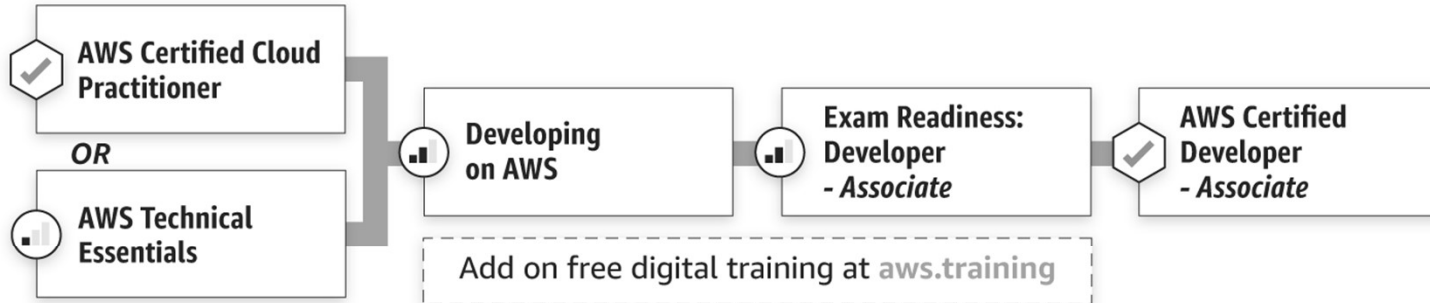 AWS Certified Cloud
Practitioner
OR
AWS Technical
Essentials
Developing
on AWS
Exam Readiness:
Developer
- Associate
AWS Certified
Developer
- Associate
Add on free digital training at aws.training